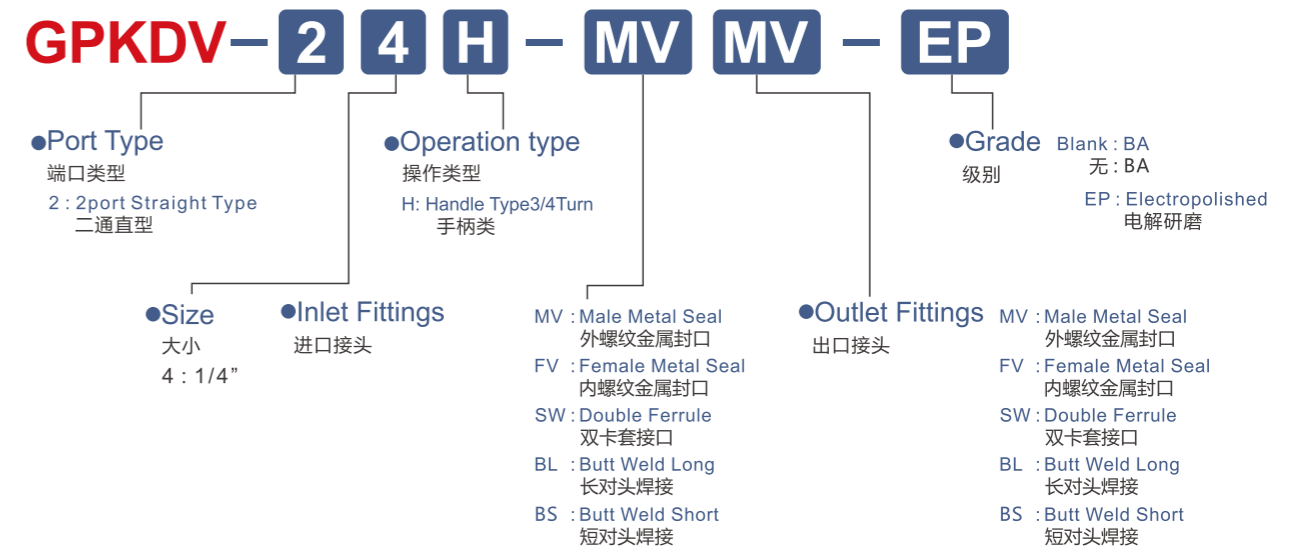 GPKDV-24H-MVMV-EP
●Port Type
端口类型
2 : 2port Straight Type
二通直型
●Operation type
操作类型
H: Handle Type3/4Turn
手柄类
●Grade
级别
Blank : BA
无 : BA
EP : Electropolished
电解研磨
●Size
大小
4 : 1/4”
●Inlet Fittings
进口接头
MV : Male Metal Seal
外螺纹金属封口
FV : Female Metal Seal
内螺纹金属封口
SW : Double Ferrule
双卡套接口
BL : Butt Weld Long
长对头焊接
BS : Butt Weld Short
短对头焊接
●Outlet Fittings
出口接头
MV : Male Metal Seal
外螺纹金属封口
FV : Female Metal Seal
内螺纹金属封口
SW : Double Ferrule
双卡套接口
BL : Butt Weld Long
长对头焊接
BS : Butt Weld Short
短对头焊接